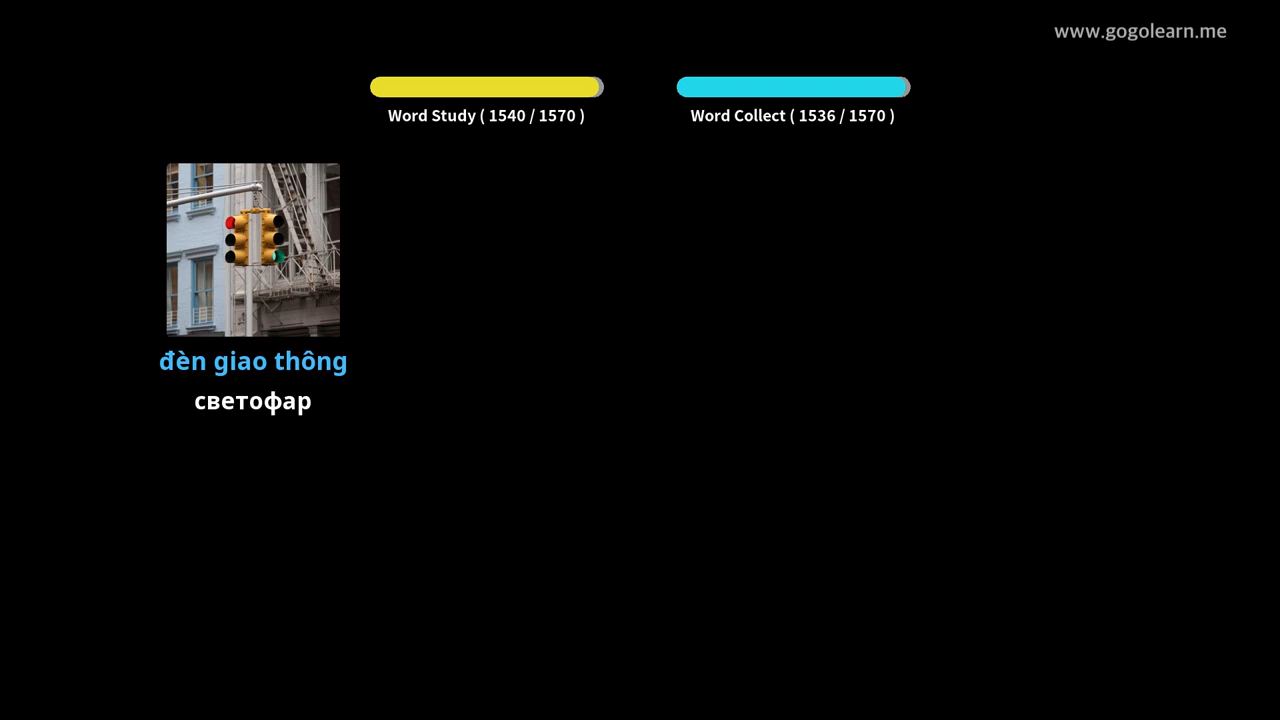 www.gogolearn.me
Word Study ( 1540 / 1570 )
Word Collect ( 1536 / 1570 )
đèn giao thông
светофар